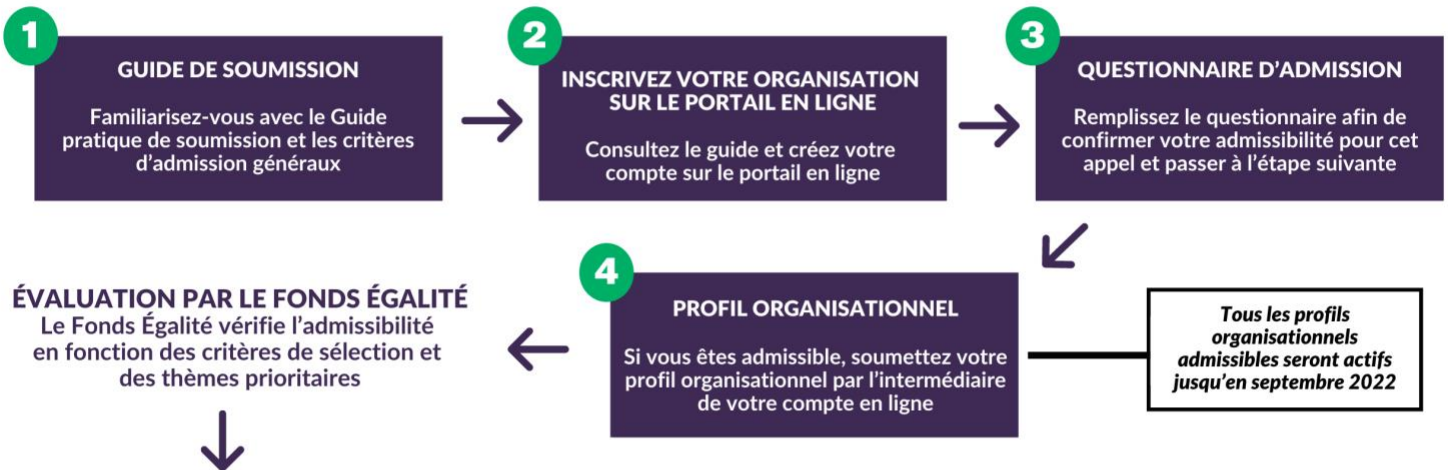 1
GUIDE DE SOUMISSION
Familiarisez-vous avec le Guide
pratique de soumission et les critères
d'admission généraux
2
INSCRIVEZ VOTRE ORGANISATION
SUR LE PORTAIL EN LIGNE
Consultez le guide et créez votre
compte sur le portail en ligne
3
QUESTIONNAIRE D'ADMISSION
Remplissez le questionnaire afin de
confirmer votre admissibilité pour cet
appel et passer à l'étape suivante
4
PROFIL ORGANISATIONNEL
Si vous êtes admissible, soumettez votre
profil organisationnel par l'intermédiaire
de votre compte en ligne
Tous les profils
organisationnels
admissibles seront actifs
jusqu'en septembre 2022
ÉVALUATION PAR LE FONDS ÉGALITÉ
Le Fonds Égalité vérifie l'admissibilité
en fonction des critères de sélection et
des thèmes prioritaires